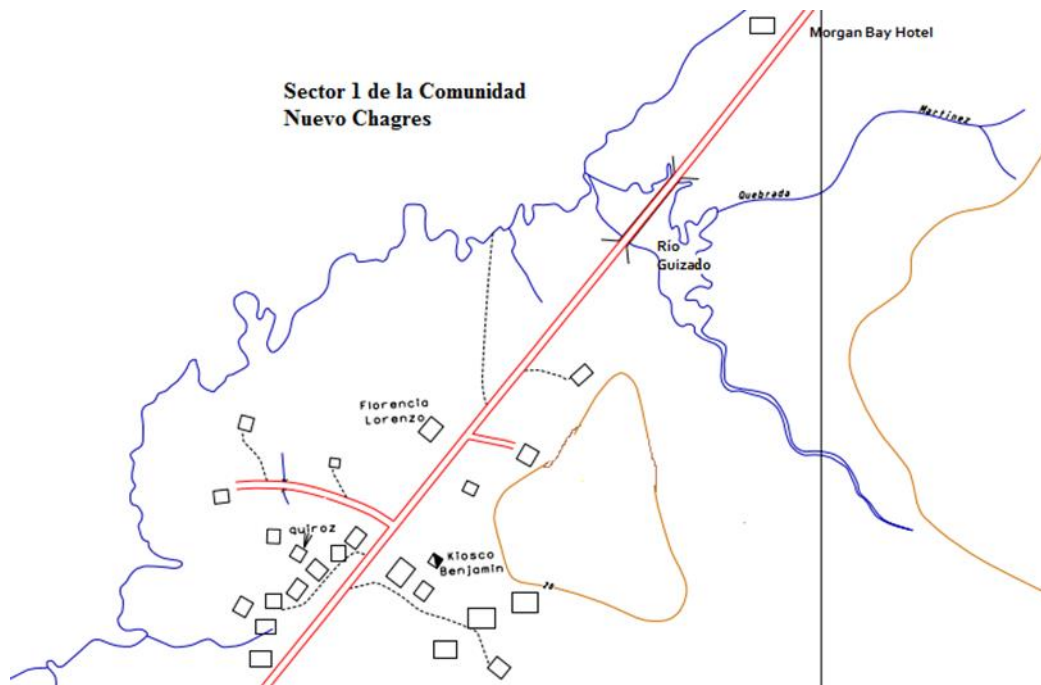 Morgan Bay Hotel
Sector 1 de la Comunidad
Nuevo Chagres
Martinez
Quebrada
Río
Guizado
Florencia
Lorenzo
quiroz
Kiosco
Benjamin
20